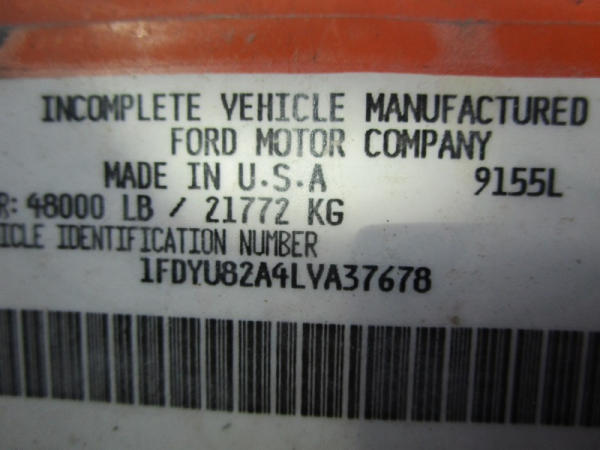 INCOMPLETE VEHICLE MANUFACTURED
FORD MOTOR COMPANY
MADE IN U.S.A 9155L
R: 48000 LB / 21772 KG
ICLE IDENTIFICATION NUMBER
1FDYU82A4LVA37678